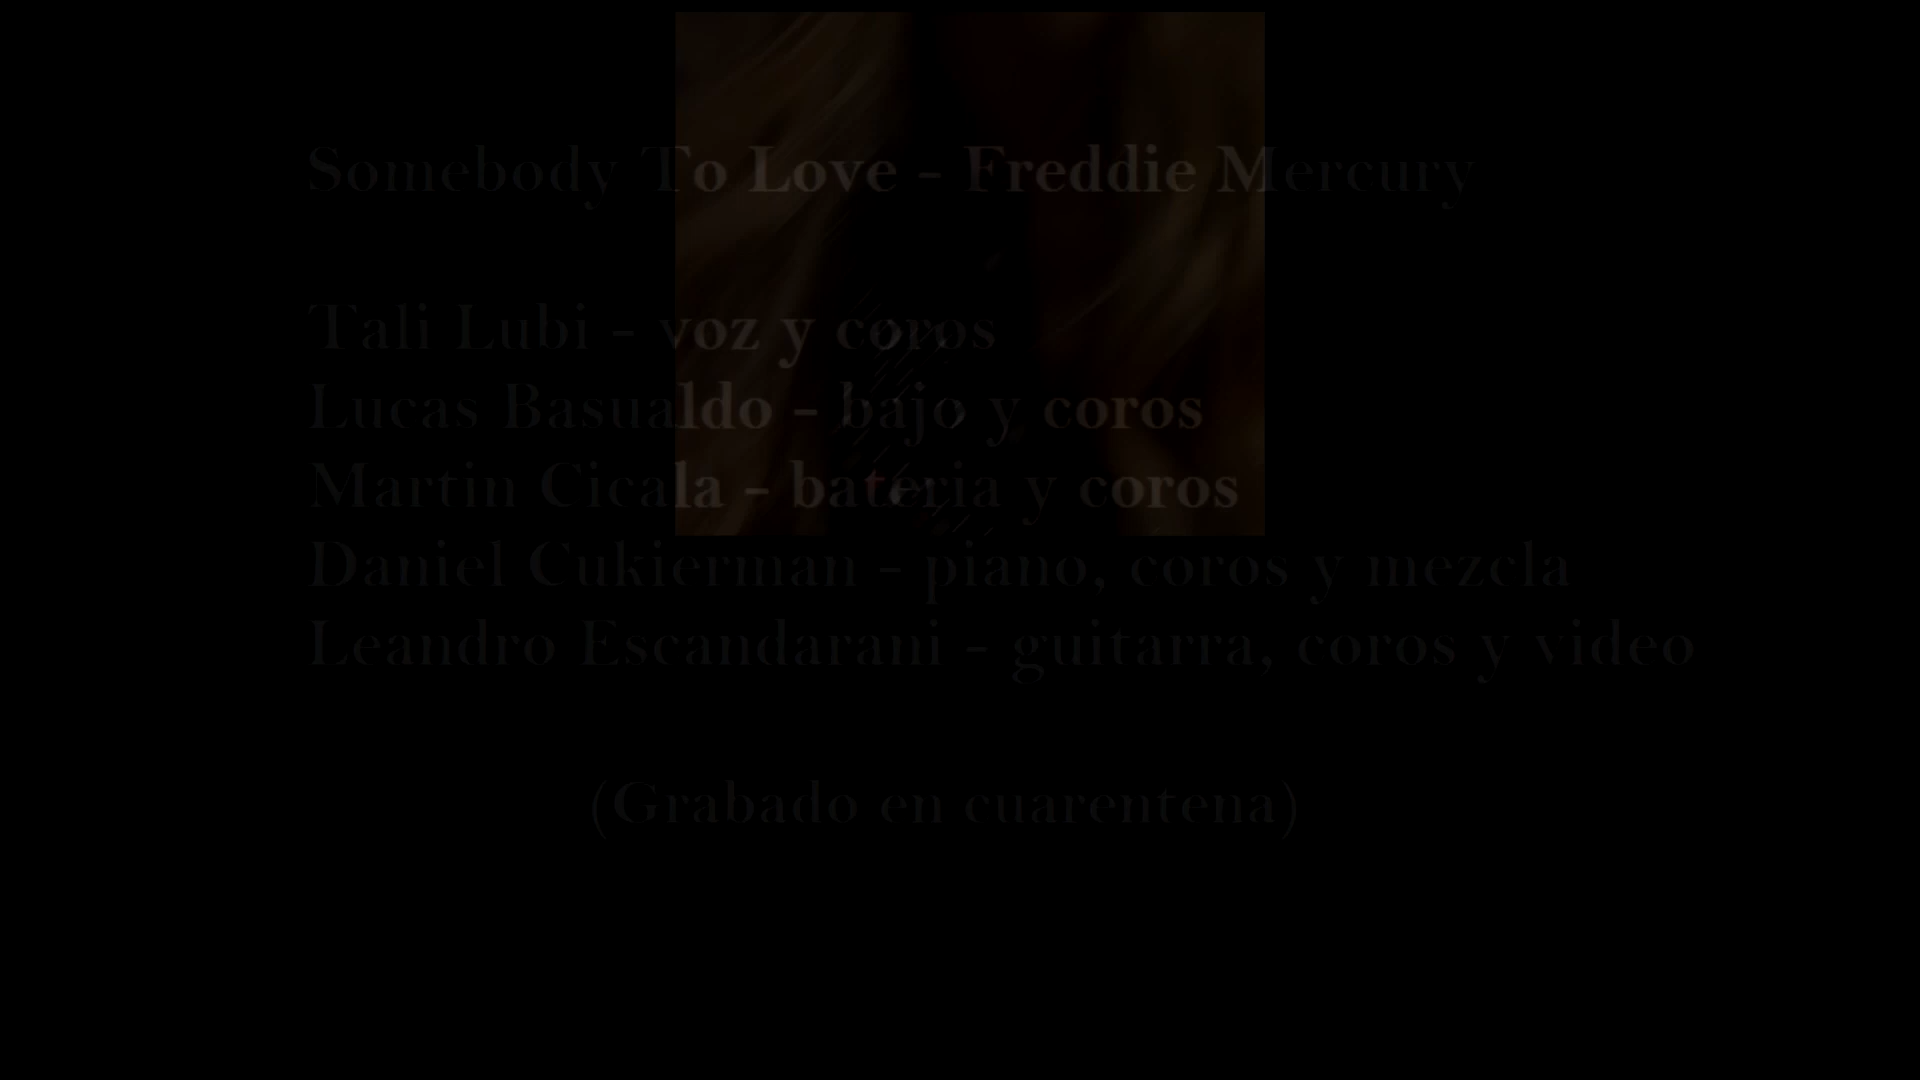 Somebody To Love - Freddie Mercury
Tali Lubi - voz y coros
Lucas Basualdo - bajo y coros
Martin Cicala - bateria y coros
Daniel Cukierman - piano, coros y mezcla
Leandro Escandarani - guitarra, coros y video
(Grabado en cuarentena)